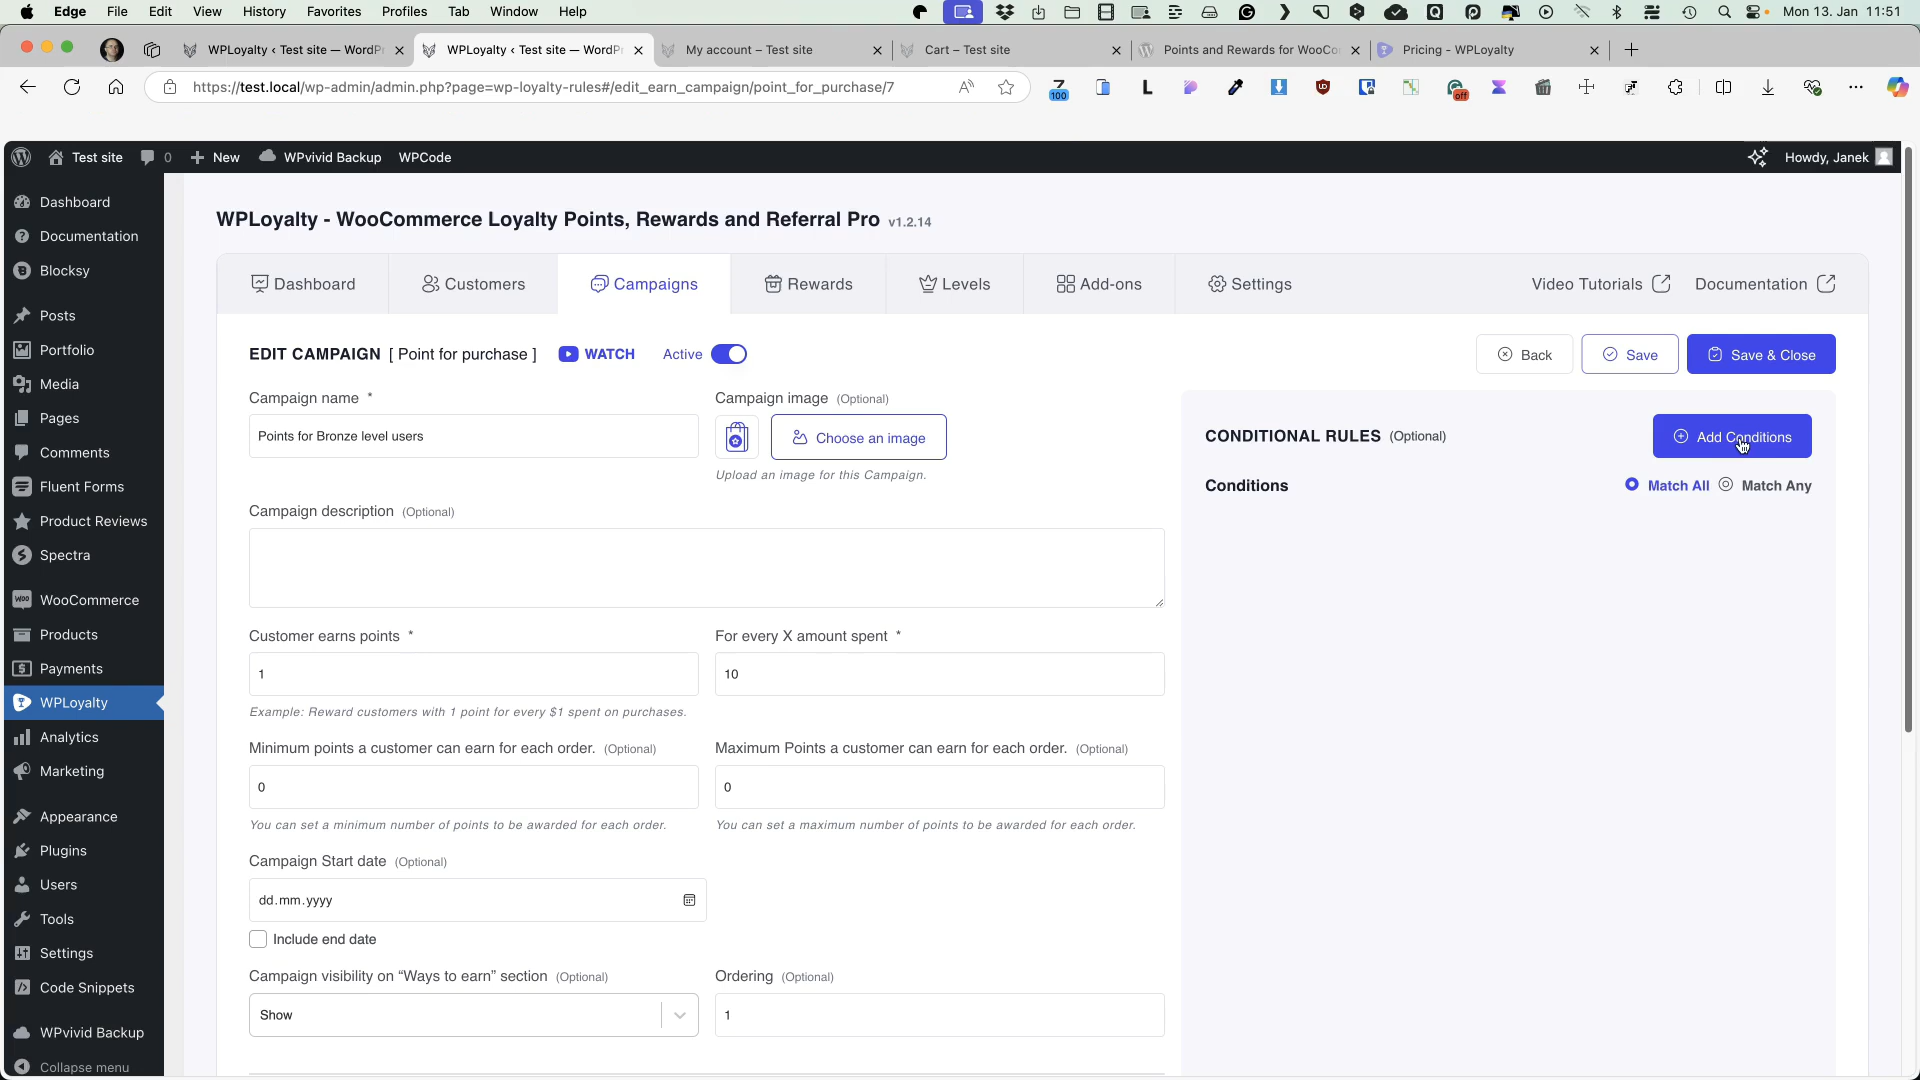 Edge File Edit View History Favorites Profiles Tab Window Help Mon 13. Jan 11:51
WPLoyalty ‹ Test site — WordPr
WPLoyalty ‹ Test site — WordPr
My account – Test site
Cart – Test site
Points and Rewards for WooCo
Pricing - WPLoyalty
https://test.local/wp-admin/admin.php?page=wp-loyalty-rules#/edit_earn_campaign/point_for_purchase/7
100
off
Test site 0 New WPvivid Backup WPCode Howdy, Janek
Dashboard
Documentation
Blocksy
Posts
Portfolio
Media
Pages
Comments
Fluent Forms
Product Reviews
Spectra
WooCommerce
Products
Payments
WPLoyalty
Analytics
Marketing
Appearance
Plugins
Users
Tools
Settings
Code Snippets
WPvivid Backup
Collapse menu
WPLoyalty - WooCommerce Loyalty Points, Rewards and Referral Pro v1.2.14
Dashboard Customers Campaigns Rewards Levels Add-ons Settings Video Tutorials Documentation
EDIT CAMPAIGN [ Point for purchase ] WATCH Active Back Save Save & Close
Campaign name *
Points for Bronze level users
Campaign image (Optional)
Choose an image
Upload an image for this Campaign.
Campaign description (Optional)
Customer earns points *
1
For every X amount spent *
10
Example: Reward customers with 1 point for every $1 spent on purchases.
Minimum points a customer can earn for each order. (Optional)
0
You can set a minimum number of points to be awarded for each order.
Maximum Points a customer can earn for each order. (Optional)
0
You can set a maximum number of points to be awarded for each order.
Campaign Start date (Optional)
dd.mm.yyyy
Include end date
Campaign visibility on “Ways to earn” section (Optional)
Show
Ordering (Optional)
1
CONDITIONAL RULES (Optional)
Add Conditions
Conditions
Match All Match Any